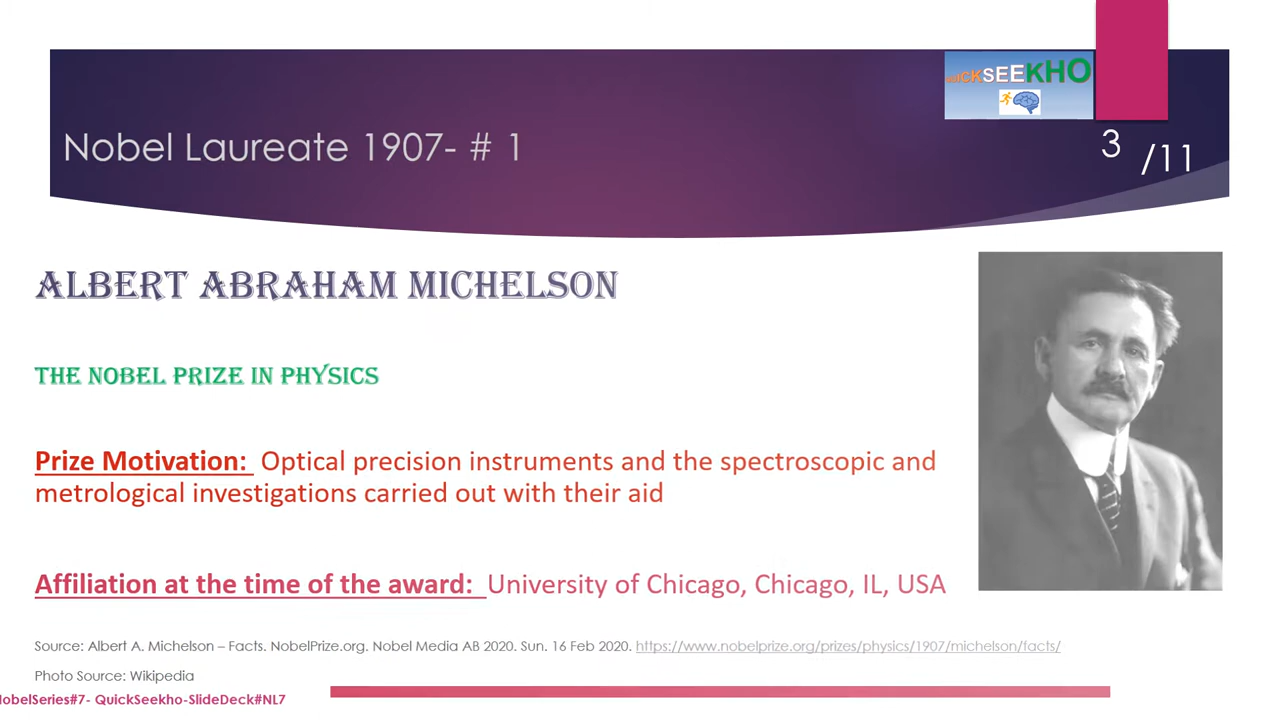 QUICKSEEKHO
Nobel Laureate 1907- # 1
3 /11
ALBERT ABRAHAM MICHELSON
THE NOBEL PRIZE IN PHYSICS
Prize Motivation: Optical precision instruments and the spectroscopic and
metrological investigations carried out with their aid
Affiliation at the time of the award: University of Chicago, Chicago, IL, USA
Source: Albert A. Michelson – Facts. NobelPrize.org. Nobel Media AB 2020. Sun. 16 Feb 2020. https://www.nobelprize.org/prizes/physics/1907/michelson/facts/
Photo Source: Wikipedia
NobelSeries#7- QuickSeekho-SlideDeck#NL7